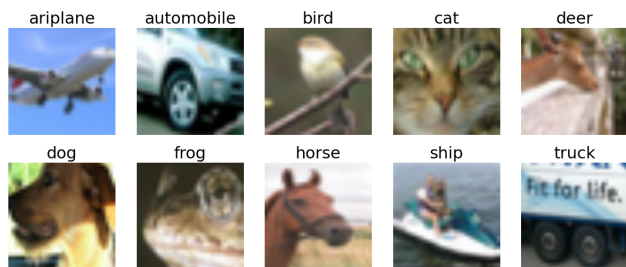 ariplane automobile bird cat deer
dog frog horse ship truck
Fit for life.